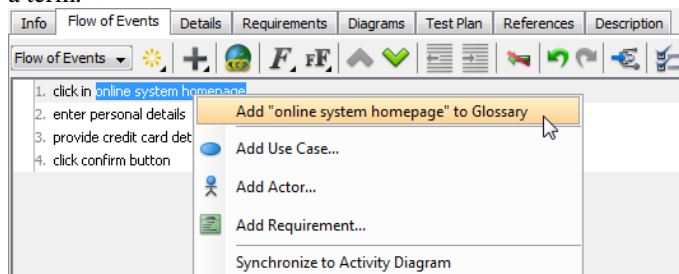 a term.
Info Flow of Events Details Requirements Diagrams Test Plan References Description
Flow of Events F FF
1. click in online system homepage
2. enter personal details
Add "online system homepage" to Glossary
3. provide credit card det
Add Use Case...
4. click confirm button
Add Actor...
Add Requirement...
Synchronize to Activity Diagram